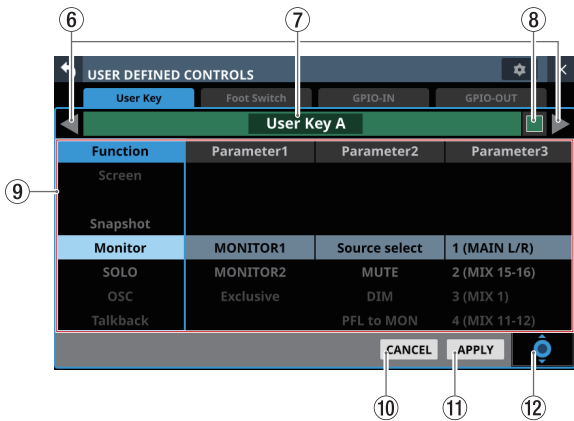 ⑥ ⑦ ⑧
USER DEFINED CONTROLS
User Key Foot Switch GPIO-IN GPIO-OUT
User Key A
Function Parameter1 Parameter2 Parameter3
Screen
⑨
Snapshot
Monitor MONITOR1 Source select 1 (MAIN L/R)
SOLO MONITOR2 MUTE 2 (MIX 15-16)
OSC Exclusive DIM 3 (MIX 1)
Talkback PFL to MON 4 (MIX 11-12)
CANCEL APPLY
⑩ ⑪ ⑫